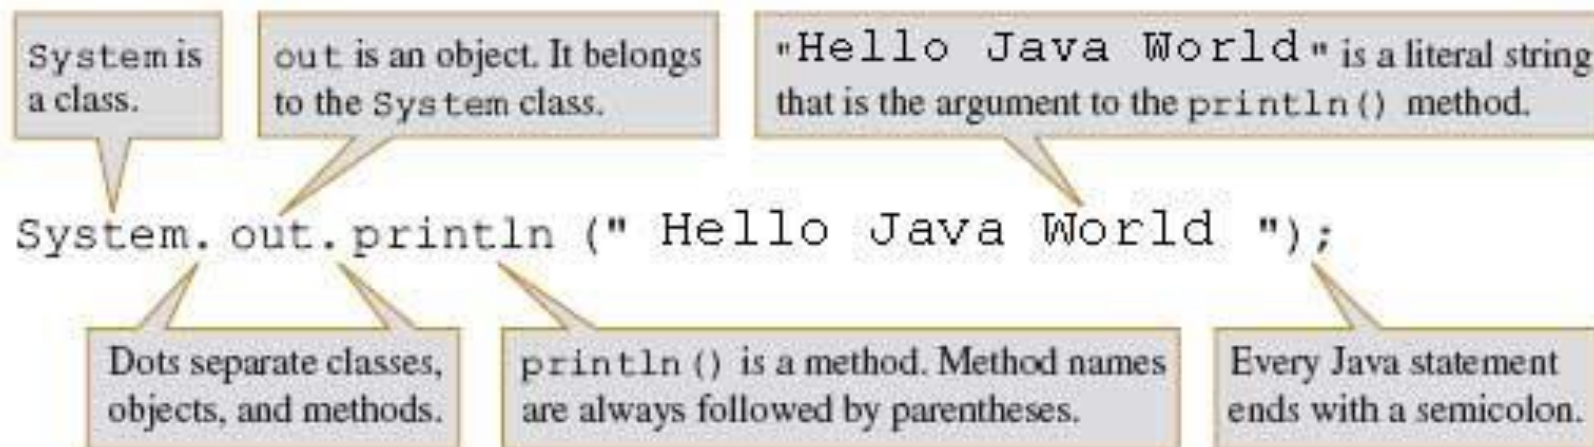 System is
a class.
out is an object. It belongs
to the System class.
"Hello Java World" is a literal string
that is the argument to the println() method.
System.out.println (" Hello Java World ");
Dots separate classes,
objects, and methods.
println() is a method. Method names
are always followed by parentheses.
Every Java statement
ends with a semicolon.